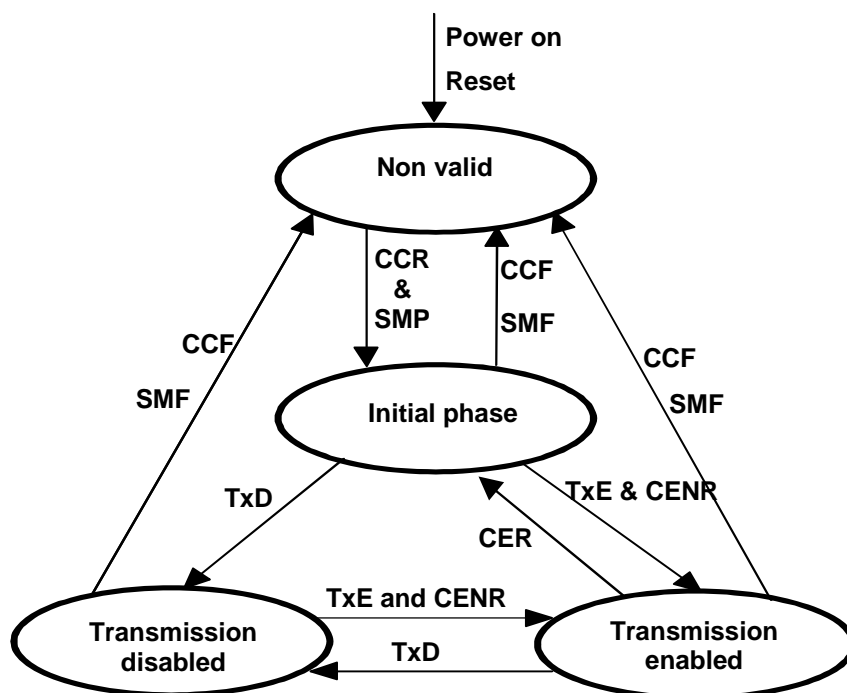 Power on
Reset
Non valid
CCR
&
SMP
CCF
SMF
CCF
SMF
CCF
SMF
Initial phase
TxD
TxE & CENR
CER
TxE and CENR
Transmission
disabled
TxD
Transmission
enabled